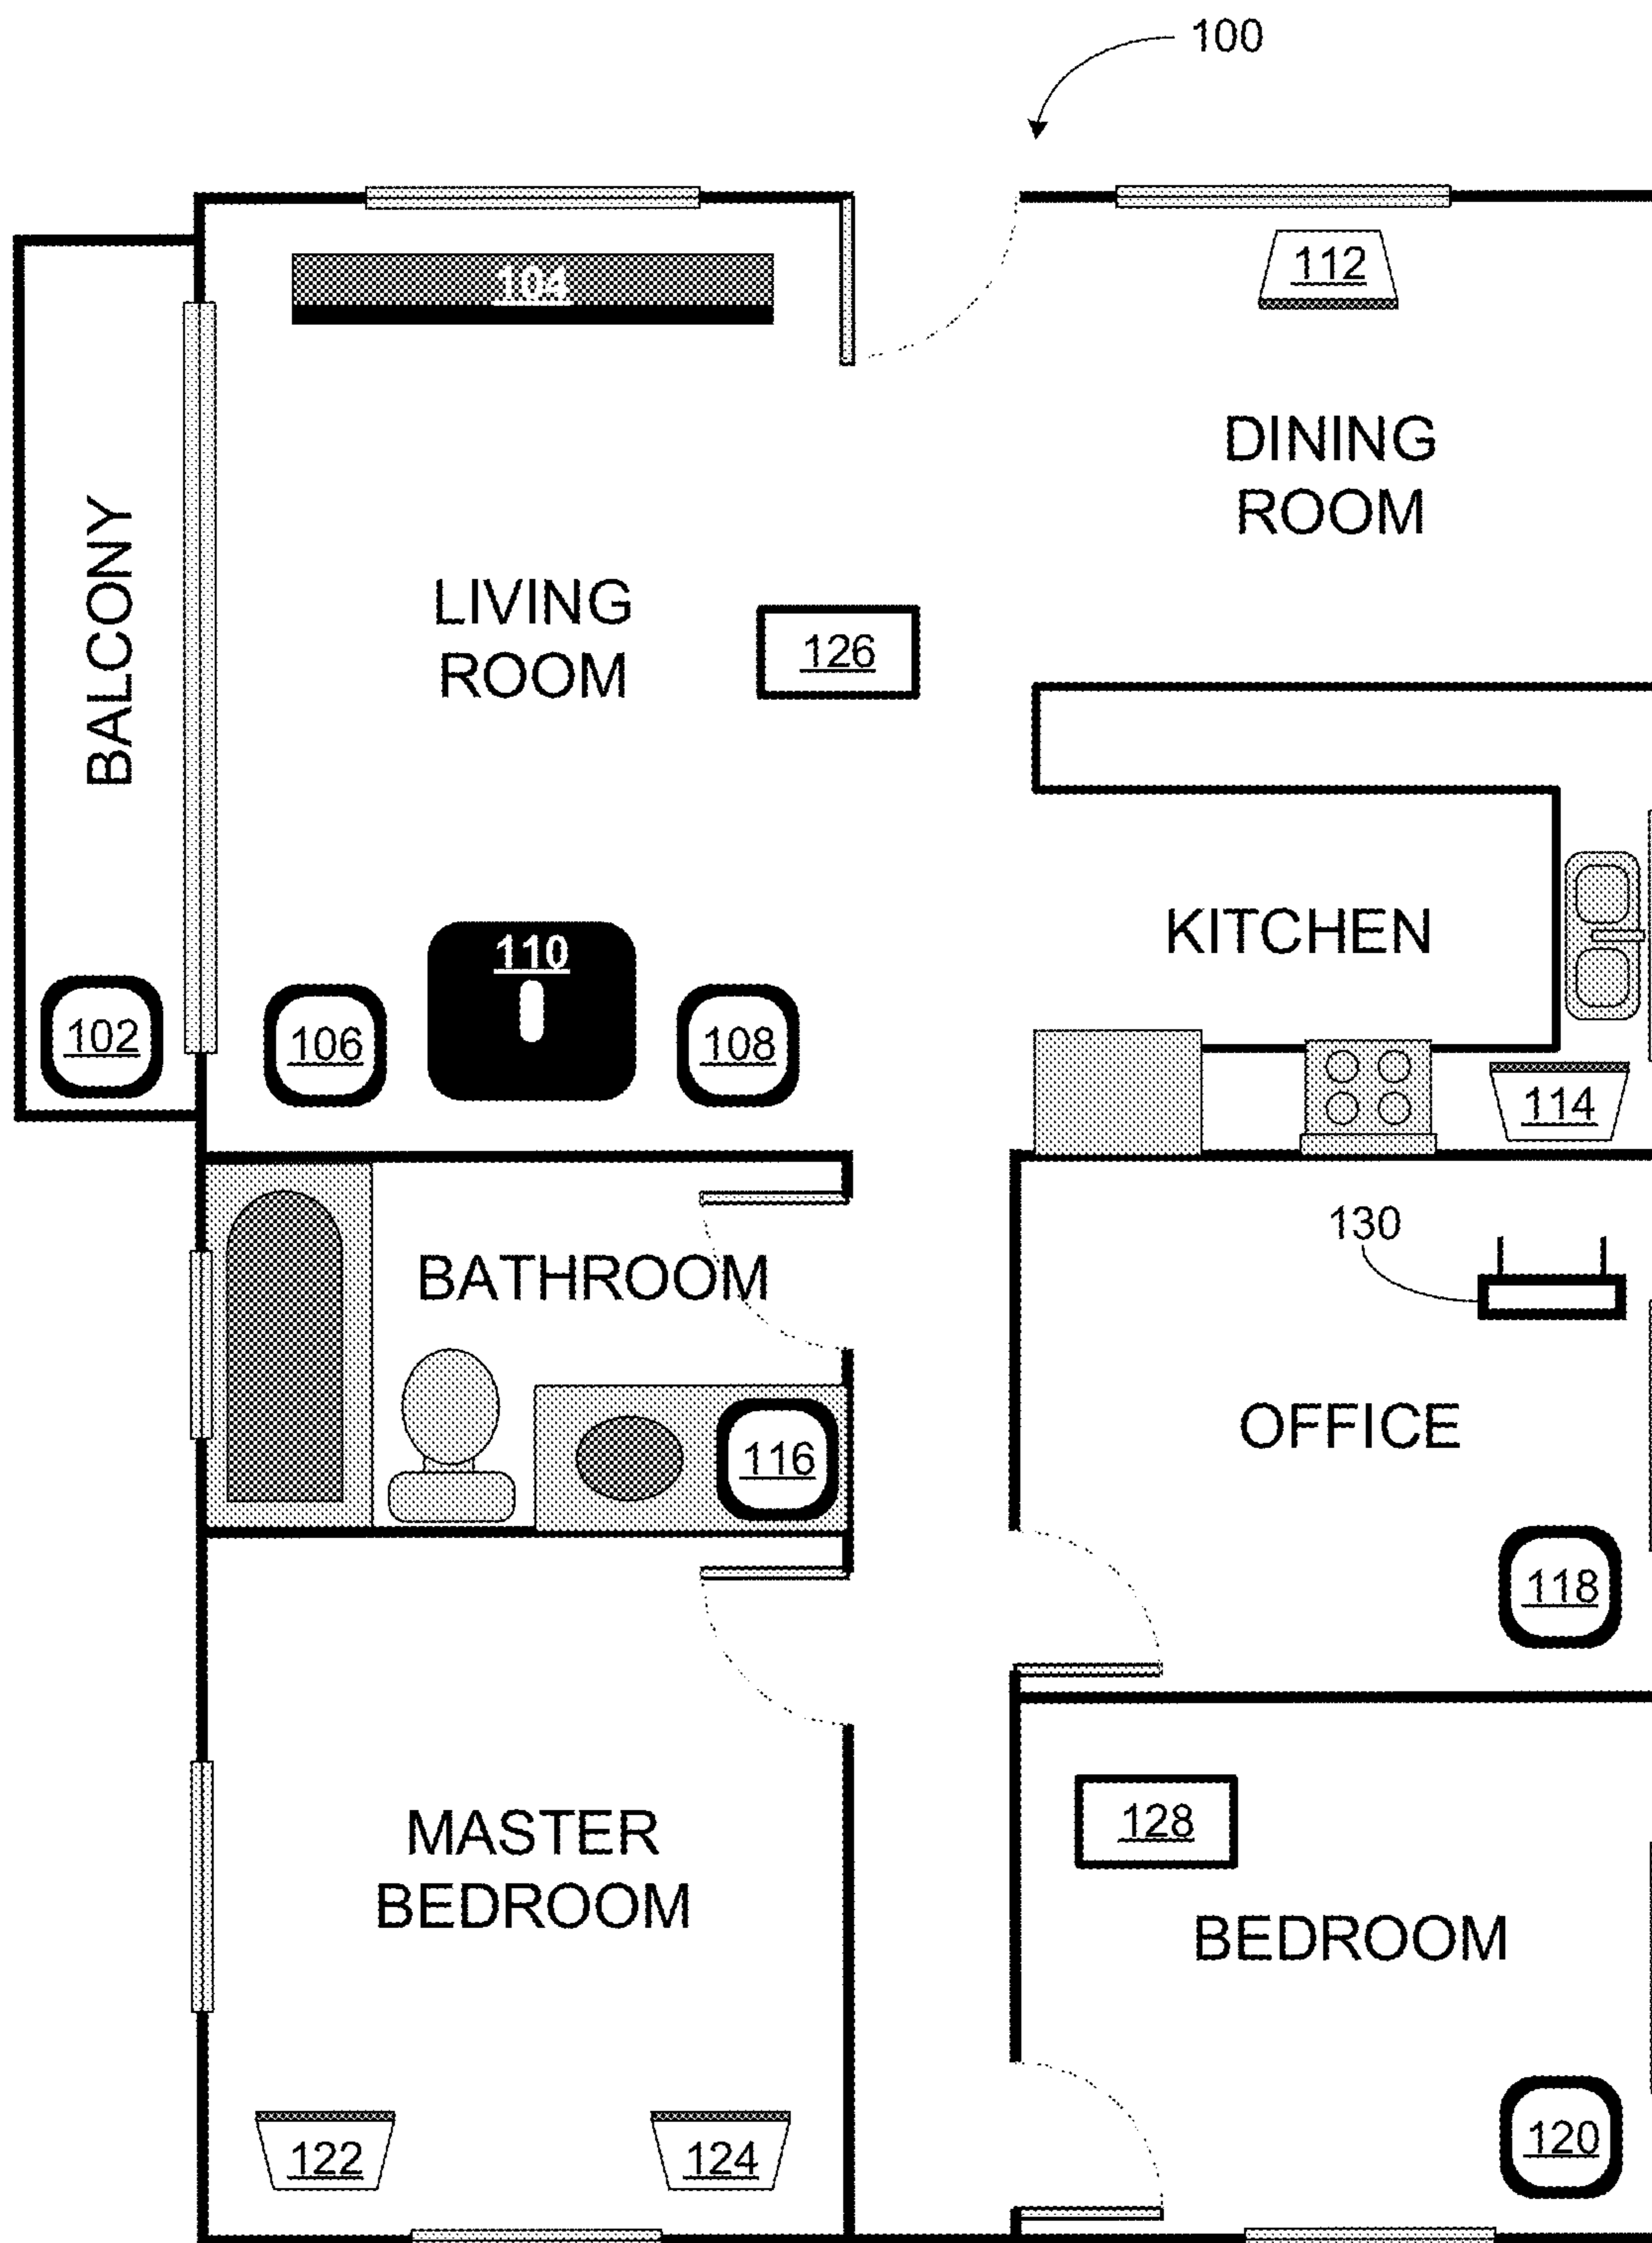 100
104
112
DINING
ROOM
BALCONY
LIVING
ROOM
126
110
KITCHEN
102
106
108
114
130
BATHROOM
OFFICE
116
118
128
MASTER
BEDROOM
BEDROOM
122
124
120